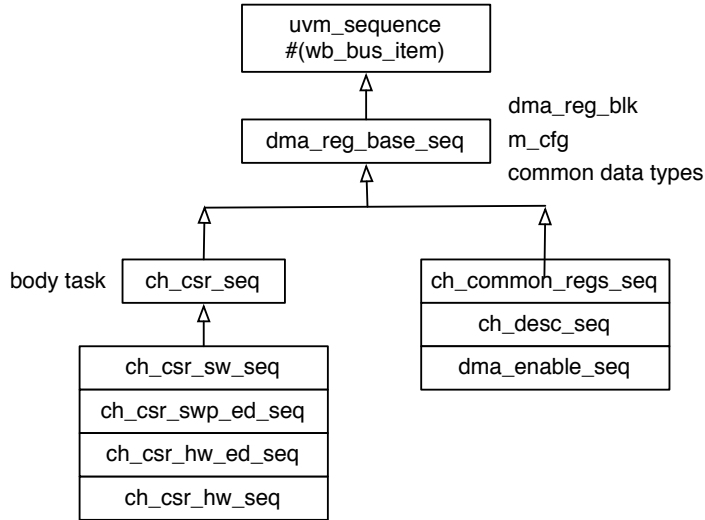 uvm_sequence
#(wb_bus_item)
dma_reg_blk
dma_reg_base_seq
m_cfg
common data types
body task
ch_csr_seq
ch_common_regs_seq
ch_desc_seq
dma_enable_seq
ch_csr_sw_seq
ch_csr_swp_ed_seq
ch_csr_hw_ed_seq
ch_csr_hw_seq